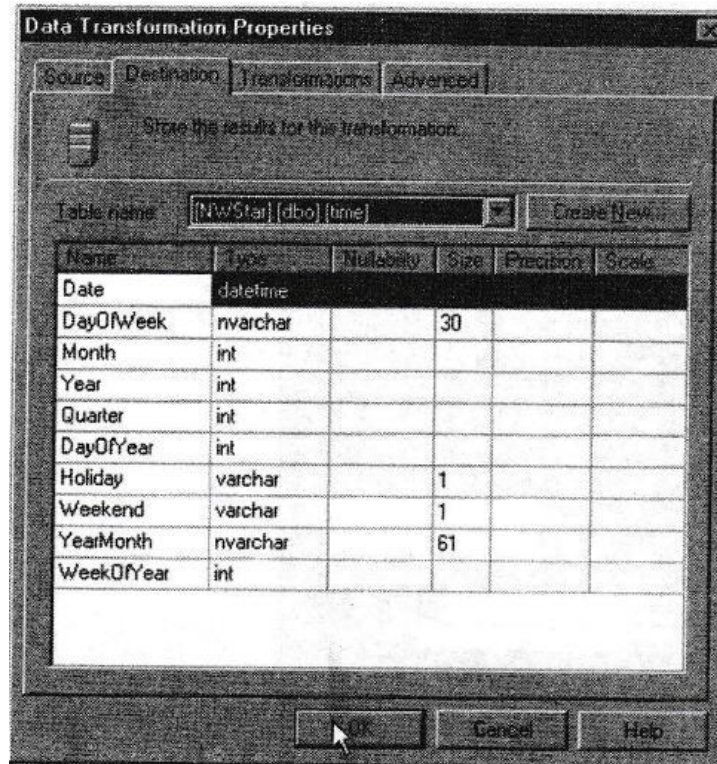 Data Transformation Properties
Source Destination Transformations Advanced
Store the results for this transformation.
Table name: [NWStar].[dbo].[time] Create New...
Name Type Nullability Size Precision Scale
Date datetime
DayOfWeek nvarchar 30
Month int
Year int
Quarter int
DayOfYear int
Holiday varchar 1
Weekend varchar 1
YearMonth nvarchar 61
WeekOfYear int
OK Cancel Help